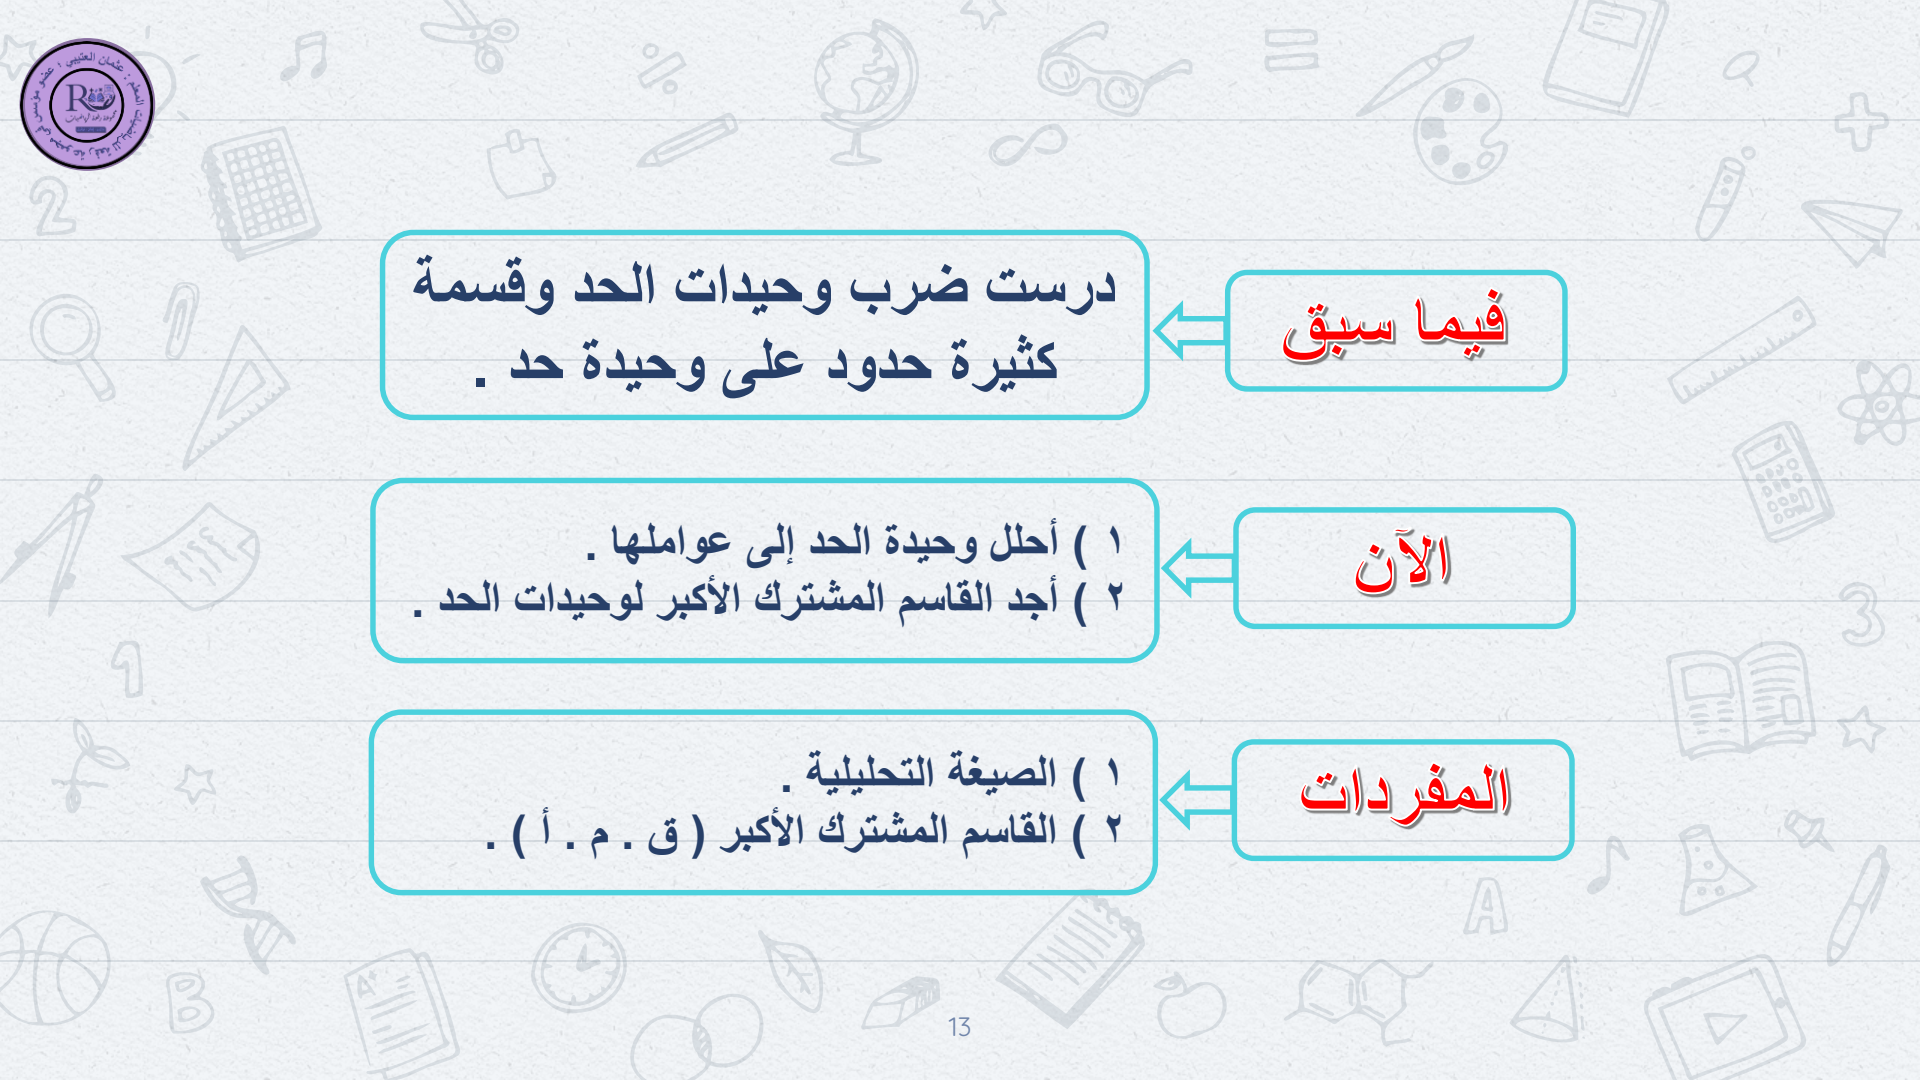 فيما سبق
درست ضرب وحيدات الحد وقسمة
كثيرة حدود على وحيدة حد .
الآن
١ ) أحلل وحيدة الحد إلى عواملها .
٢ ) أجد القاسم المشترك الأكبر لوحيدات الحد .
المفردات
١ ) الصيغة التحليلية .
٢ ) القاسم المشترك الأكبر ( ق . م . أ ) .
13